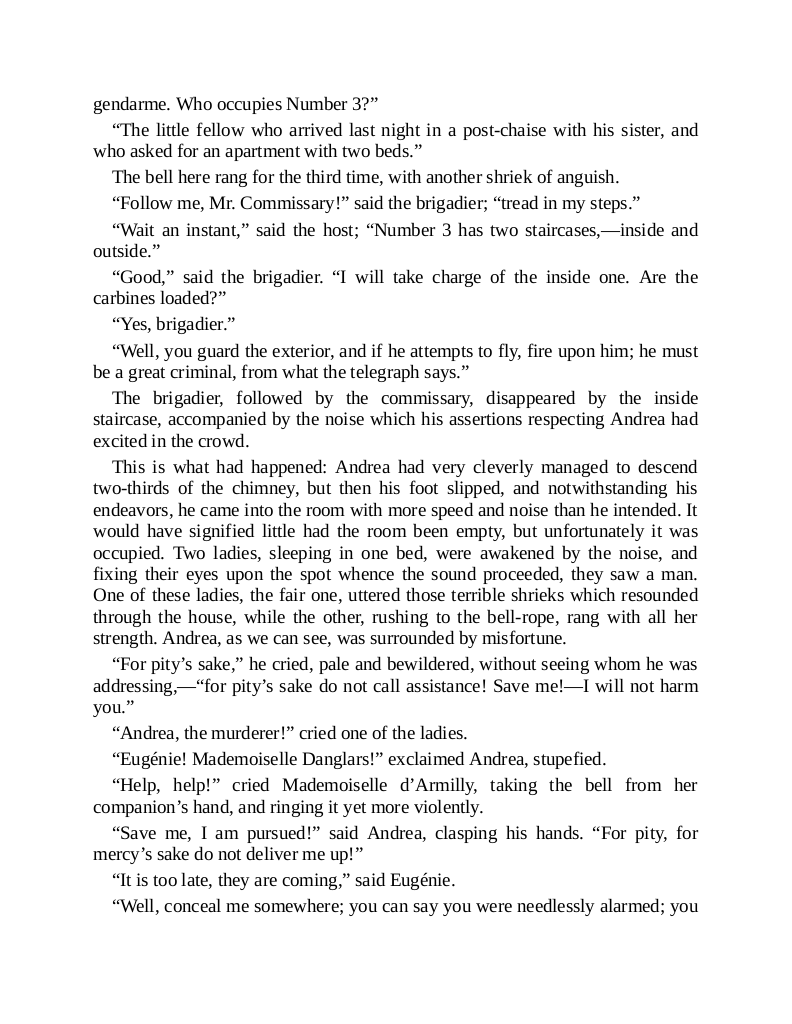 gendarme. Who occupies Number 3?”
“The little fellow who arrived last night in a post-chaise with his sister, and
who asked for an apartment with two beds.”
The bell here rang for the third time, with another shriek of anguish.
“Follow me, Mr. Commissary!” said the brigadier; “tread in my steps.”
“Wait an instant,” said the host; “Number 3 has two staircases,—inside and
outside.”
“Good,” said the brigadier. “I will take charge of the inside one. Are the
carbines loaded?”
“Yes, brigadier.”
“Well, you guard the exterior, and if he attempts to fly, fire upon him; he must
be a great criminal, from what the telegraph says.”
The brigadier, followed by the commissary, disappeared by the inside
staircase, accompanied by the noise which his assertions respecting Andrea had
excited in the crowd.
This is what had happened: Andrea had very cleverly managed to descend
two-thirds of the chimney, but then his foot slipped, and notwithstanding his
endeavors, he came into the room with more speed and noise than he intended. It
would have signified little had the room been empty, but unfortunately it was
occupied. Two ladies, sleeping in one bed, were awakened by the noise, and
fixing their eyes upon the spot whence the sound proceeded, they saw a man.
One of these ladies, the fair one, uttered those terrible shrieks which resounded
through the house, while the other, rushing to the bell-rope, rang with all her
strength. Andrea, as we can see, was surrounded by misfortune.
“For pity’s sake,” he cried, pale and bewildered, without seeing whom he was
addressing,—“for pity’s sake do not call assistance! Save me!—I will not harm
you.”
“Andrea, the murderer!” cried one of the ladies.
“Eugénie! Mademoiselle Danglars!” exclaimed Andrea, stupefied.
“Help, help!” cried Mademoiselle d’Armilly, taking the bell from her
companion’s hand, and ringing it yet more violently.
“Save me, I am pursued!” said Andrea, clasping his hands. “For pity, for
mercy’s sake do not deliver me up!”
“It is too late, they are coming,” said Eugénie.
“Well, conceal me somewhere; you can say you were needlessly alarmed; you